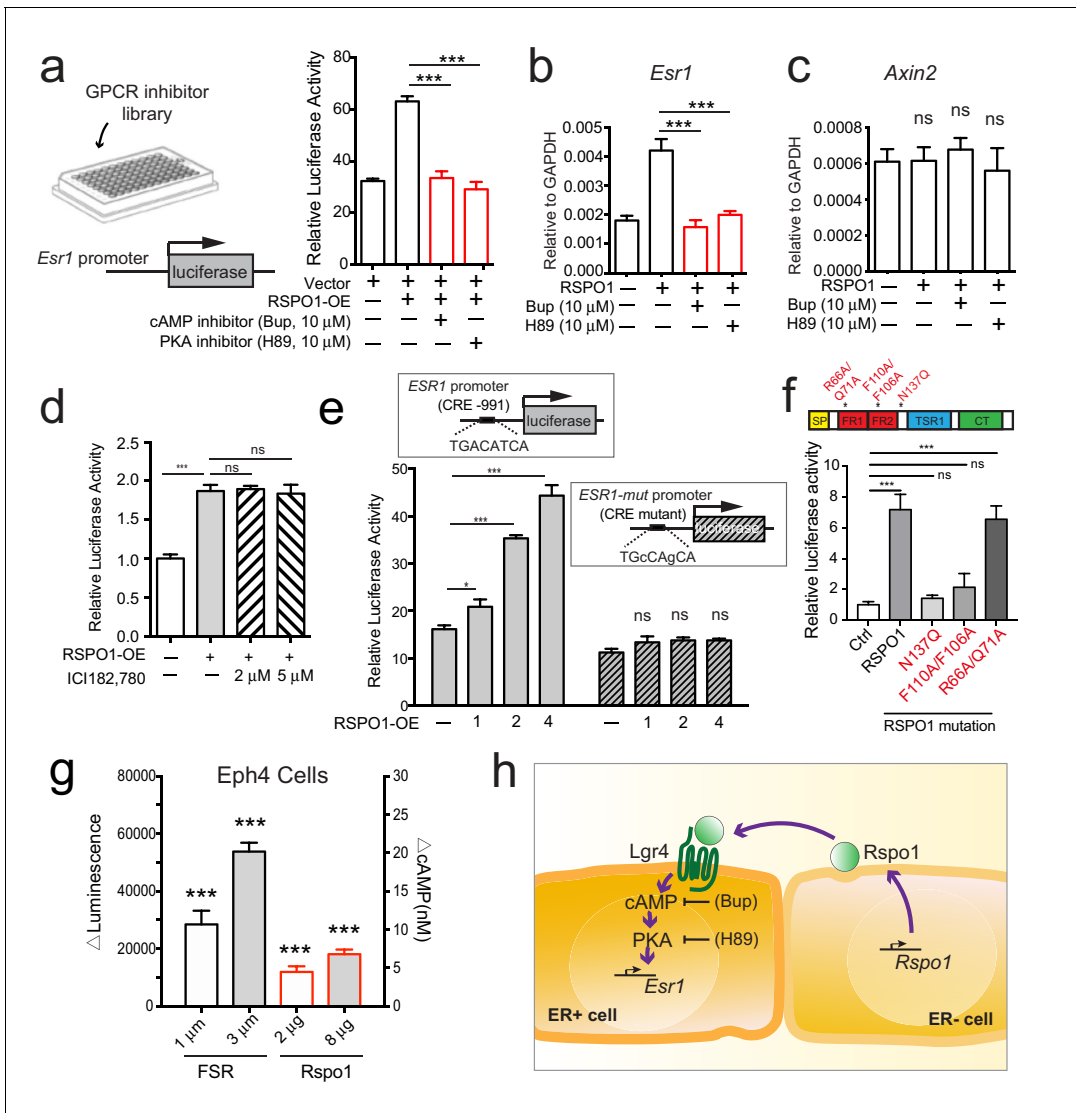 a
GPCR inhibitor
library
Esr1 promoter
luciferase
Relative Luciferase Activity
80
60
40
20
0
***
***
Vector + + + +
RSPO1-OE — + + +
cAMP inhibitor (Bup, 10 µM) — — + —
PKA inhibitor (H89, 10 µM) — — — +
b
Esr1
Relative to GAPDH
0.006
0.005
0.004
0.003
0.002
0.001
0.000
***
***
RSPO1 — + + +
Bup (10 µM) — — + —
H89 (10 µM) — — — +
c
Axin2
Relative to GAPDH
0.0008
0.0006
0.0004
0.0002
0.0000
ns ns ns
RSPO1 — + + +
Bup (10 µM) — — + —
H89 (10 µM) — — — +
d
Relative Luciferase Activity
2.5
2.0
1.5
1.0
0.5
0.0
ns
*** ns
RSPO1-OE — + + +
ICI182,780 — — 2 µM 5 µM
e
ESR1 promoter
(CRE -991)
luciferase
TGACATCA
ESR1-mut promoter
(CRE mutant)
luciferase
TGcCAgCA
Relative Luciferase Activity
50
40
30
20
10
0
***
***
*
ns ns ns
RSPO1-OE — 1 2 4 — 1 2 4
f
R66A/
Q71A
F110A/
F106A
N137Q
* * *
SP FR1 FR2 TSR1 CT
Relative luciferase activity
10
8
6
4
2
0
***
ns
ns
***
Ctrl
RSPO1
N137Q
F110A/F106A
R66A/Q71A
RSPO1 mutation
g
Eph4 Cells
△Luminescence
80000
60000
40000
20000
0
△cAMP(nM)
30
25
20
15
10
5
0
*** *** *** ***
1 µm
3 µm
2 µg
8 µg
FSR Rspo1
h
Lgr4
Rspo1
cAMP (Bup)
PKA (H89)
Esr1
Rspo1
ER+ cell
ER- cell